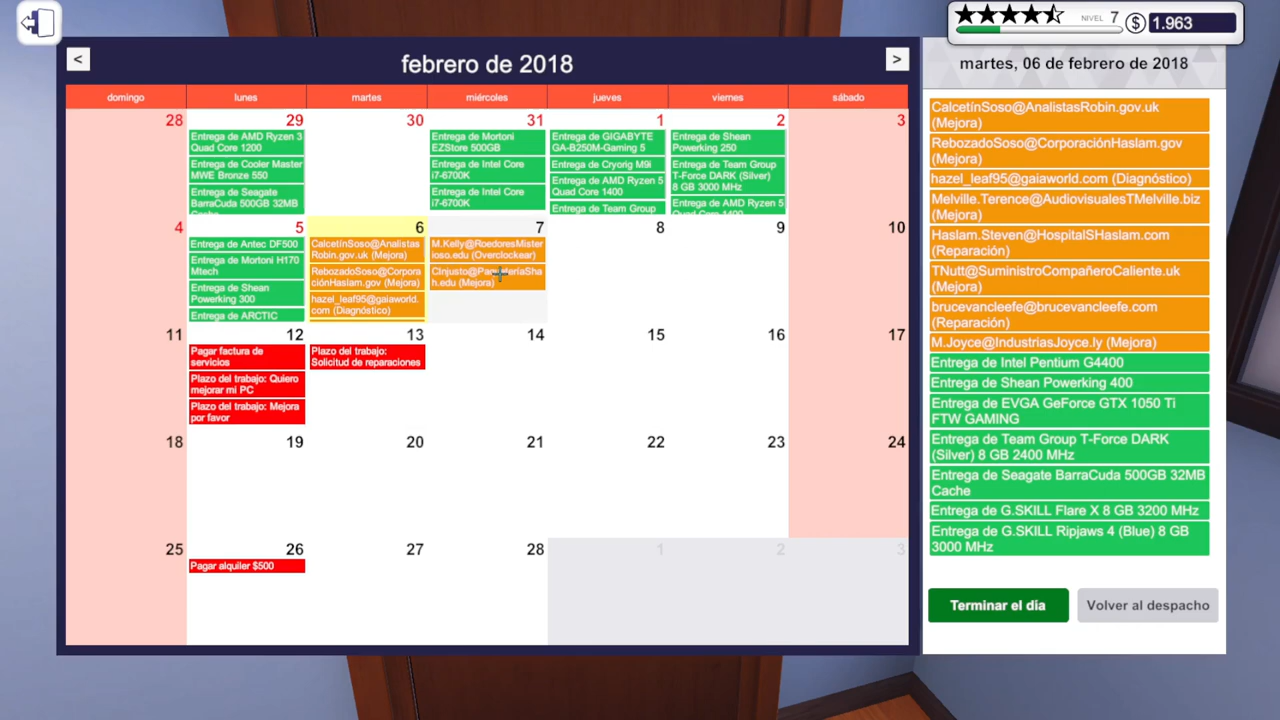 NIVEL 7
$ 1.963
< febrero de 2018 >
domingo lunes martes miércoles jueves viernes sábado
28 29 30 31 1 2 3
Entrega de AMD Ryzen 3
Quad Core 1200
Entrega de Cooler Master
MWE Bronze 550
Entrega de Seagate
BarraCuda 500GB 32MB
Cache
Entrega de Mortoni
EZStore 500GB
Entrega de Intel Core
i7-6700K
Entrega de Intel Core
i7-6700K
Entrega de GIGABYTE
GA-B250M-Gaming 5
Entrega de Cryorig M9i
Entrega de AMD Ryzen 5
Quad Core 1400
Entrega de Team Group
Entrega de Shean
Powerking 250
Entrega de Team Group
T-Force DARK (Silver)
8 GB 3000 MHz
Entrega de AMD Ryzen 5
Quad Core 1400
4 5 6 7 8 9 10
Entrega de Antec DF500
Entrega de Mortoni H170
Mtech
Entrega de Shean
Powerking 300
Entrega de ARCTIC
CalcetínSoso@Analistas
Robin.gov.uk (Mejora)
RebozadoSoso@Corpora
ciónHaslam.gov (Mejora)
hazel_leaf95@gaiaworld.
com (Diagnóstico)
M.Kelly@RoedoresMister
ioso.edu (Overclockear)
CInjusto@PapeleríaSha
h.edu (Mejora)
11 12 13 14 15 16 17
Pagar factura de
servicios
Plazo del trabajo: Quiero
mejorar mi PC
Plazo del trabajo: Mejora
por favor
Plazo del trabajo:
Solicitud de reparaciones
18 19 20 21 22 23 24
25 26 27 28 1 2 3
Pagar alquiler $500
martes, 06 de febrero de 2018
CalcetínSoso@AnalistasRobin.gov.uk
(Mejora)
RebozadoSoso@CorporaciónHaslam.gov
(Mejora)
hazel_leaf95@gaiaworld.com (Diagnóstico)
Melville.Terence@AudiovisualesTMelville.biz
(Mejora)
Haslam.Steven@HospitalSHaslam.com
(Reparación)
TNutt@SuministroCompañeroCaliente.uk
(Mejora)
brucevancleefe@brucevancleefe.com
(Reparación)
M.Joyce@IndustriasJoyce.ly (Mejora)
Entrega de Intel Pentium G4400
Entrega de Shean Powerking 400
Entrega de EVGA GeForce GTX 1050 Ti
FTW GAMING
Entrega de Team Group T-Force DARK
(Silver) 8 GB 2400 MHz
Entrega de Seagate BarraCuda 500GB 32MB
Cache
Entrega de G.SKILL Flare X 8 GB 3200 MHz
Entrega de G.SKILL Ripjaws 4 (Blue) 8 GB
3000 MHz
Terminar el día
Volver al despacho